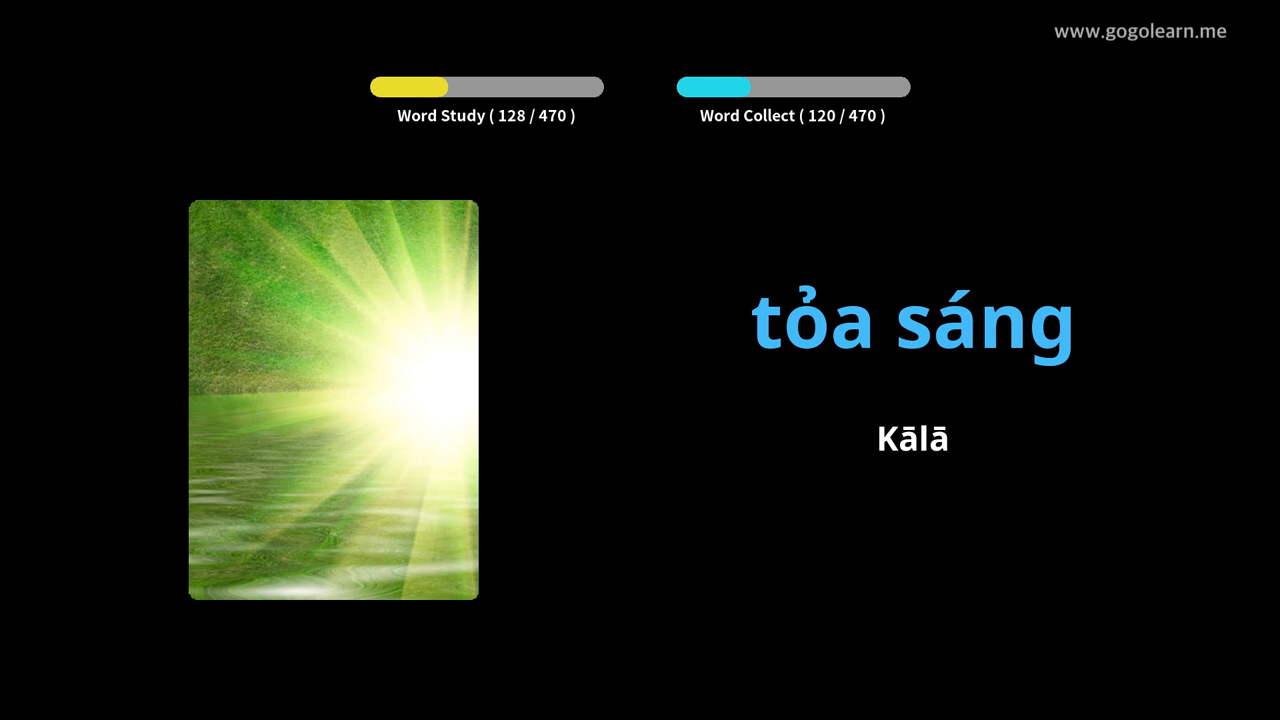 www.gogolearn.me
Word Study ( 128 / 470 )
Word Collect ( 120 / 470 )
tỏa sáng
Kālā